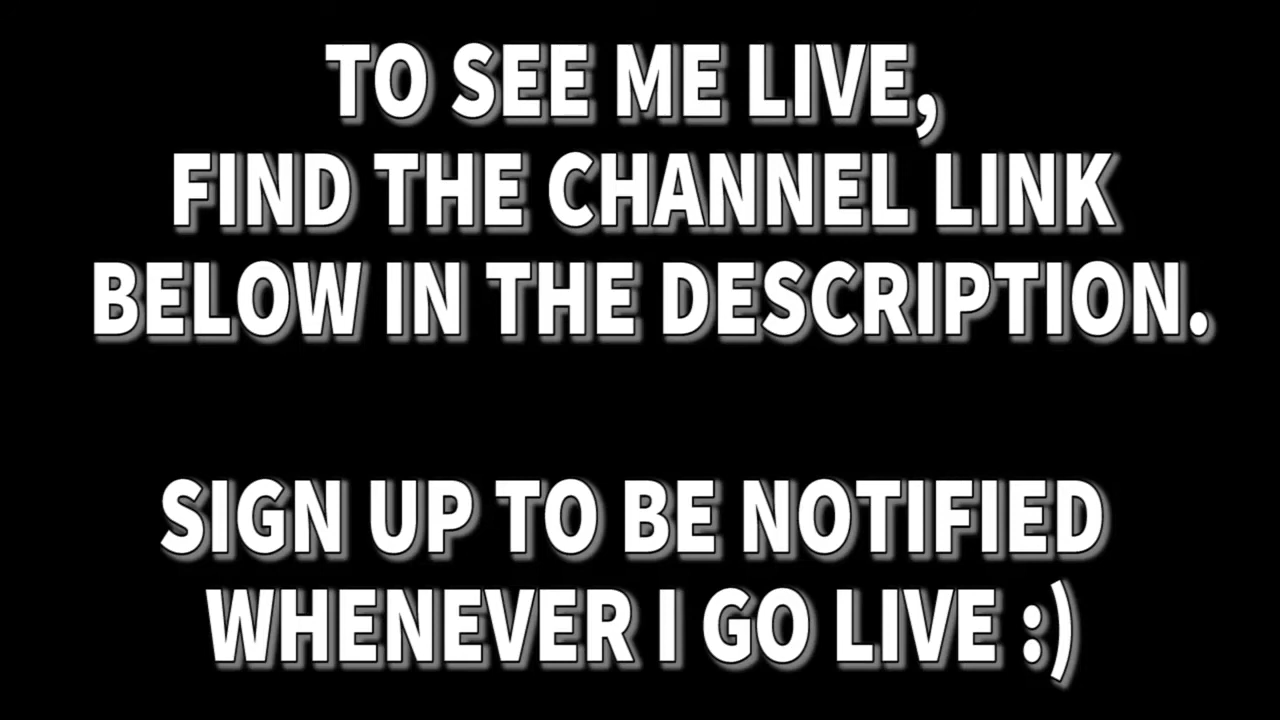 TO SEE ME LIVE,
FIND THE CHANNEL LINK
BELOW IN THE DESCRIPTION.
SIGN UP TO BE NOTIFIED
WHENEVER I GO LIVE :)